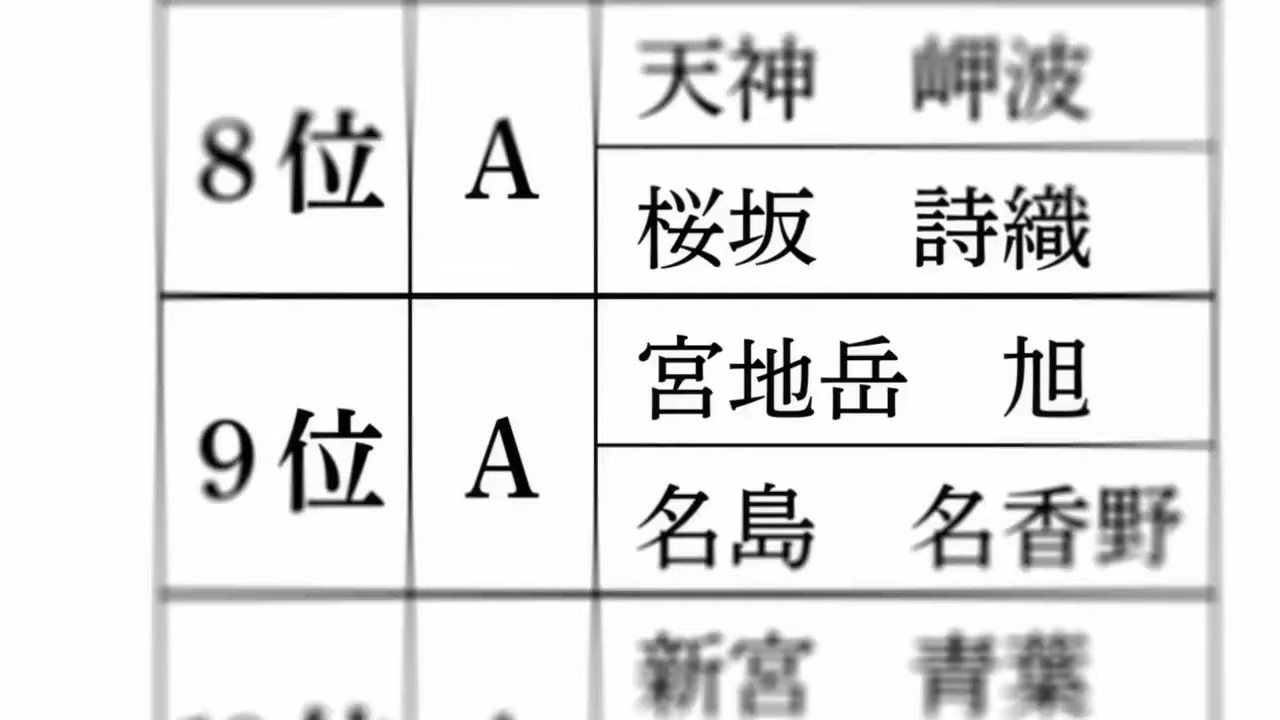 天神 岬波
8位 A
桜坂 詩織
宮地岳 旭
9位 A
名島 名香野
新宮 青葉